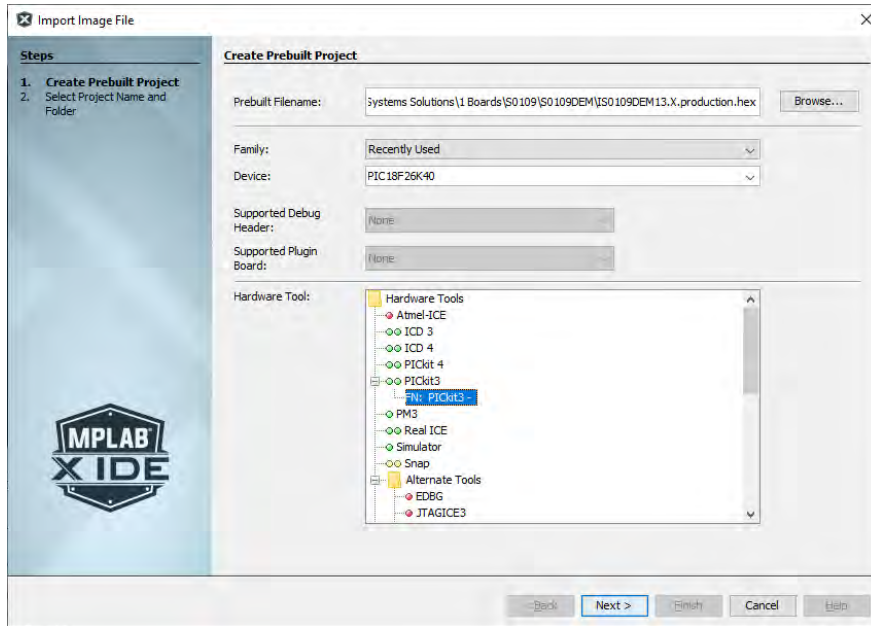 Import Image File
Steps
1. Create Prebuilt Project
2. Select Project Name and
Folder
MPLAB
X IDE
Create Prebuilt Project
Prebuilt Filename:
Systems Solutions\1 Boards\S0109\S0109DEM\IS0109DEM13.X.production.hex
Browse...
Family:
Recently Used
Device:
PIC18F26K40
Supported Debug
Header:
None
Supported Plugin
Board:
None
Hardware Tool:
Hardware Tools
Atmel-ICE
ICD 3
ICD 4
PICkit 4
PICkit3
FN: PICkit3 -
PM3
Real ICE
Simulator
Snap
Alternate Tools
EDBG
JTAGICE3
< Back
Next >
Finish
Cancel
Help